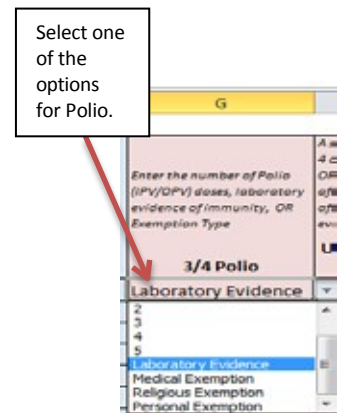 Select one
of the
options
for Polio.
G
Enter the number of Polio
(IPV/OPV) doses, laboratory
evidence of immunity, OR
Exemption Type
3/4 Polio
Laboratory Evidence
2
3
4
5
Laboratory Evidence
Medical Exemption
Religious Exemption
Personal Exemption